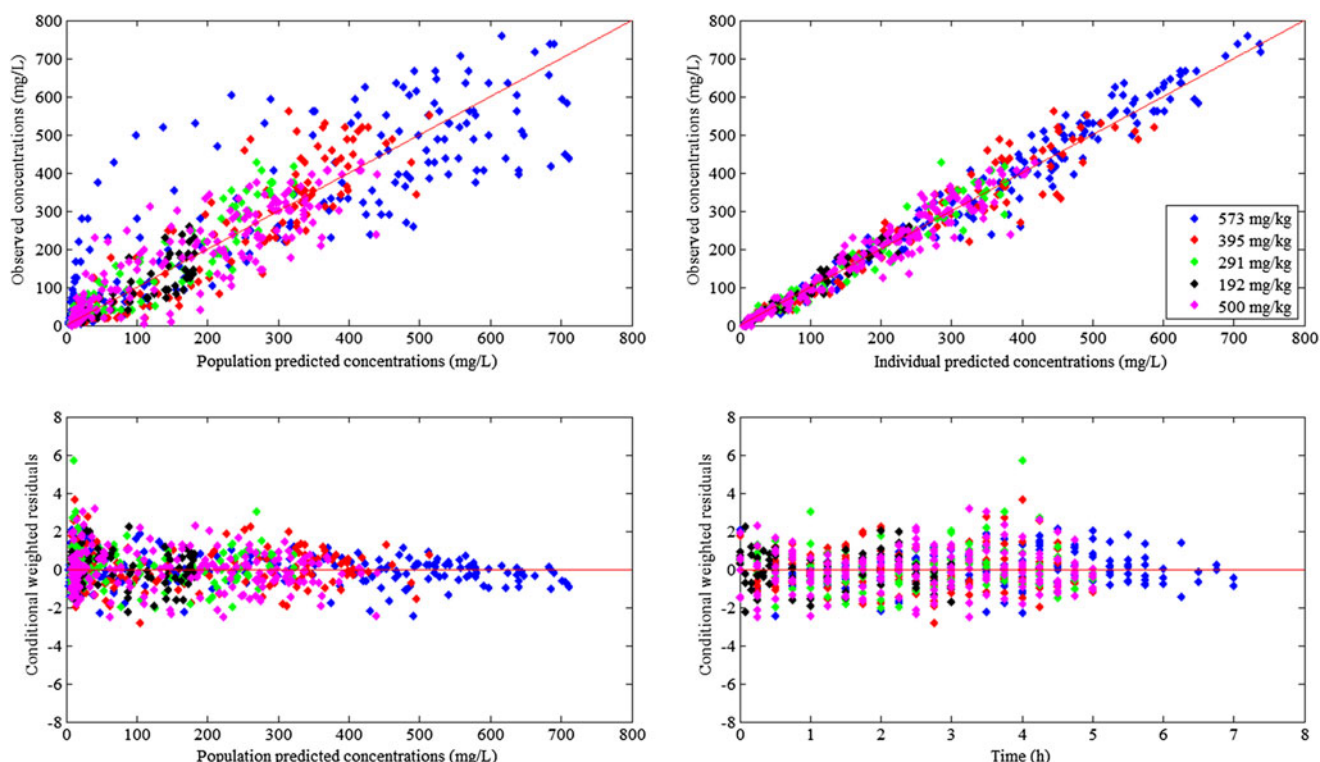 800
700
600
500
400
300
200
100
0
Observed concentrations (mg/L)
0 100 200 300 400 500 600 700 800
Population predicted concentrations (mg/L)
800
700
600
500
400
300
200
100
0
Observed concentrations (mg/L)
573 mg/kg
395 mg/kg
291 mg/kg
192 mg/kg
500 mg/kg
100 200 300 400 500 600 700 800
Individual predicted concentrations (mg/L)
8
6
4
2
0
-2
-4
-6
-8
Conditional weighted residuals
0 100 200 300 400 500 600 700 800
Population predicted concentrations (mg/L)
8
6
4
2
0
-2
-4
-6
-8
Conditional weighted residuals
0 1 2 3 4 5 6 7 8
Time (h)